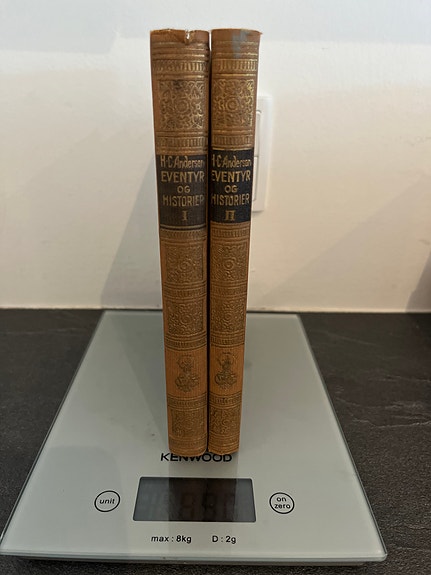 H·C·Andersen
EVENTYR
OG
HISTORIER
I
H·C·Andersen
EVENTYR
OG
HISTORIER
II
KENWOOD
unit
on
zero
max : 8kg D : 2g